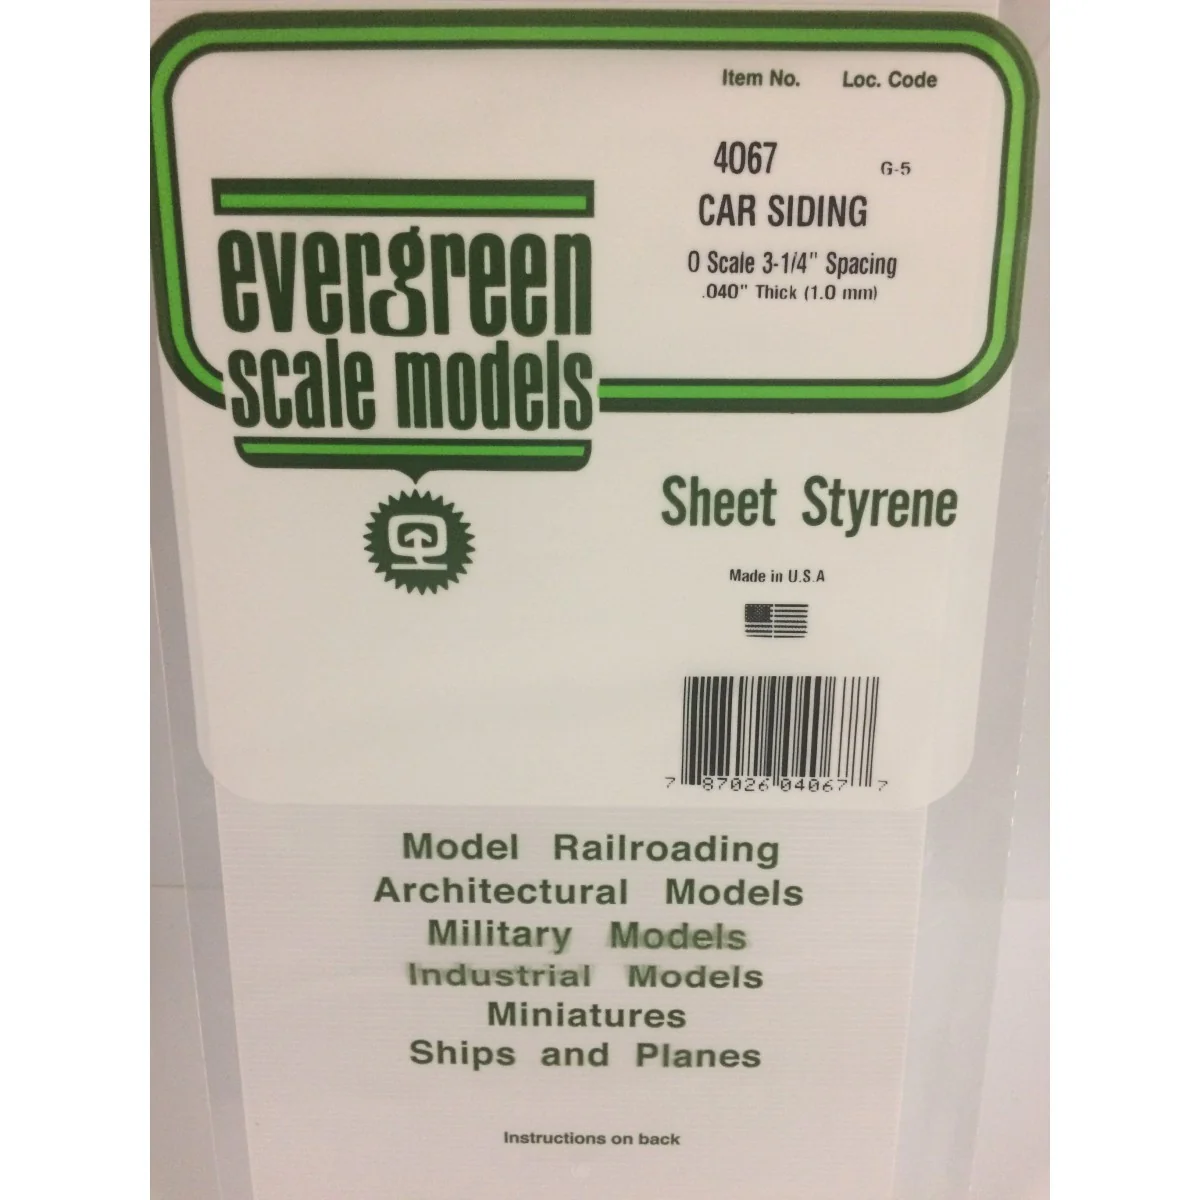 Item No. Loc. Code
4067 G-5
CAR SIDING
O Scale 3-1/4" Spacing
.040" Thick (1.0 mm)
evergreen
scale models
Sheet Styrene
Made in U.S.A
7 87026 04067 7
Model Railroading
Architectural Models
Military Models
Industrial Models
Miniatures
Ships and Planes
Instructions on back